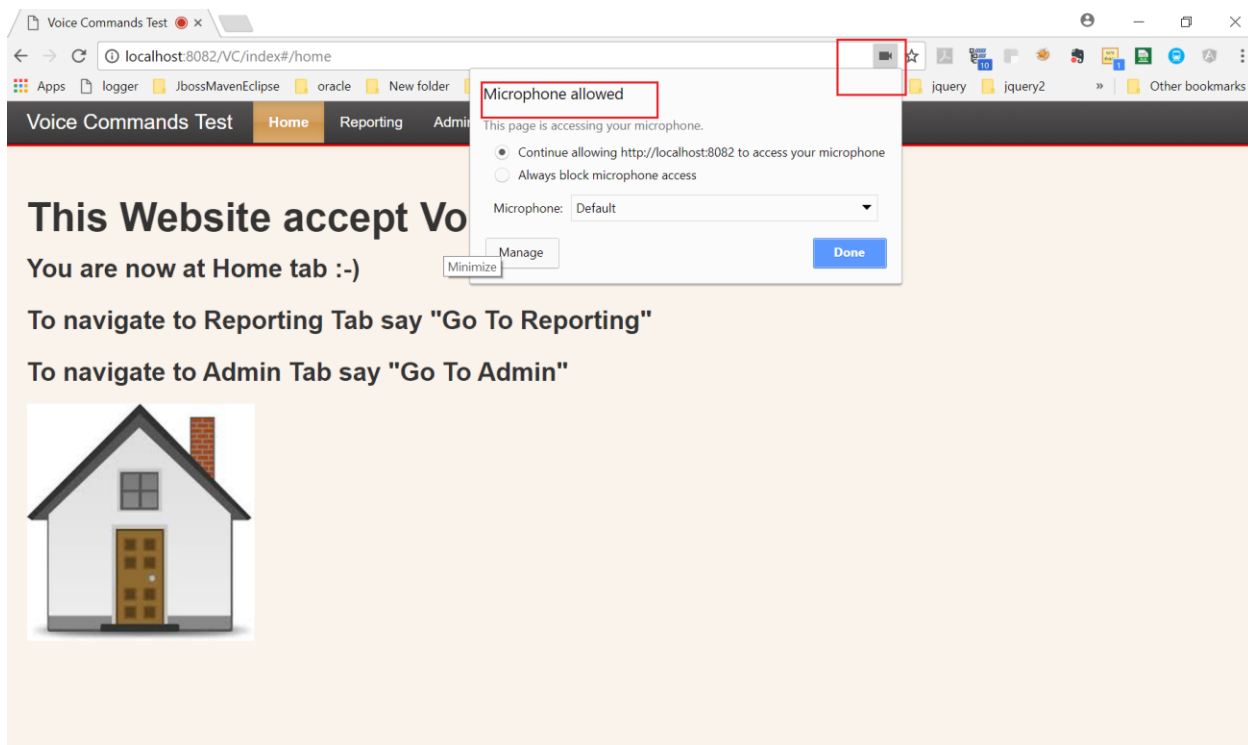 Voice Commands Test
localhost:8082/VC/index#/home
10
1
Apps logger JbossMavenEclipse oracle New folder jquery jquery2 » Other bookmarks
Voice Commands Test Home Reporting
Microphone allowed
This page is accessing your microphone.
Continue allowing http://localhost:8082 to access your microphone
Always block microphone access
Microphone: Default
Manage Done
Minimize
This Website accept
You are now at Home tab :-)
To navigate to Reporting Tab say "Go To Reporting"
To navigate to Admin Tab say "Go To Admin"